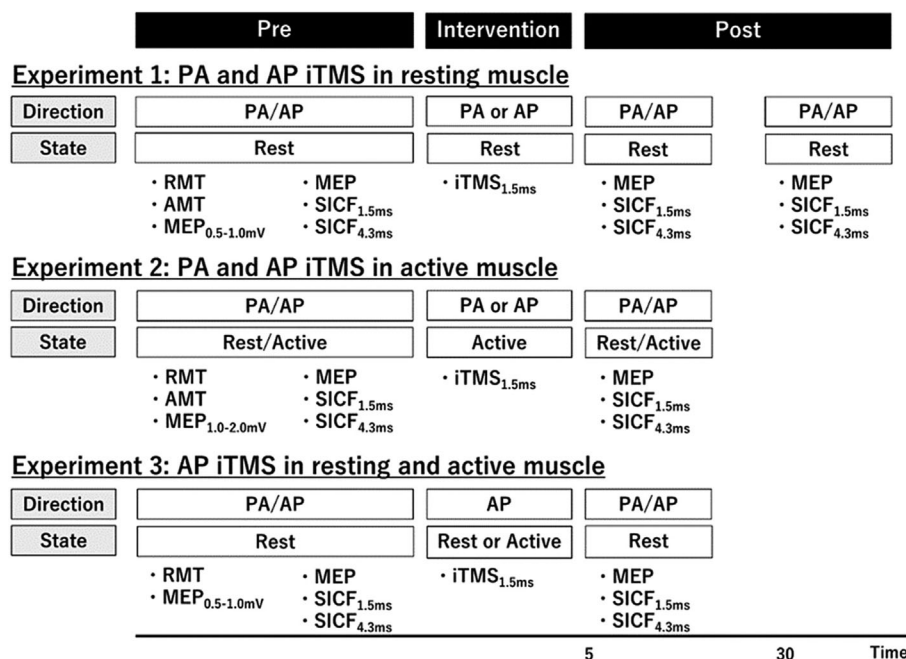 Pre Intervention Post
Experiment 1: PA and AP iTMS in resting muscle
Direction PA/AP PA or AP PA/AP PA/AP
State Rest Rest Rest Rest
・RMT ・MEP ・iTMS1.5ms ・MEP ・MEP
・AMT ・SICF1.5ms ・SICF1.5ms ・SICF1.5ms
・MEP0.5-1.0mV ・SICF4.3ms ・SICF4.3ms ・SICF4.3ms
Experiment 2: PA and AP iTMS in active muscle
Direction PA/AP PA or AP PA/AP
State Rest/Active Active Rest/Active
・RMT ・MEP ・iTMS1.5ms ・MEP
・AMT ・SICF1.5ms ・SICF1.5ms
・MEP1.0-2.0mV ・SICF4.3ms ・SICF4.3ms
Experiment 3: AP iTMS in resting and active muscle
Direction PA/AP AP PA/AP
State Rest Rest or Active Rest
・RMT ・MEP ・iTMS1.5ms ・MEP
・MEP0.5-1.0mV ・SICF1.5ms ・SICF1.5ms
・SICF4.3ms ・SICF4.3ms
5 30 Time